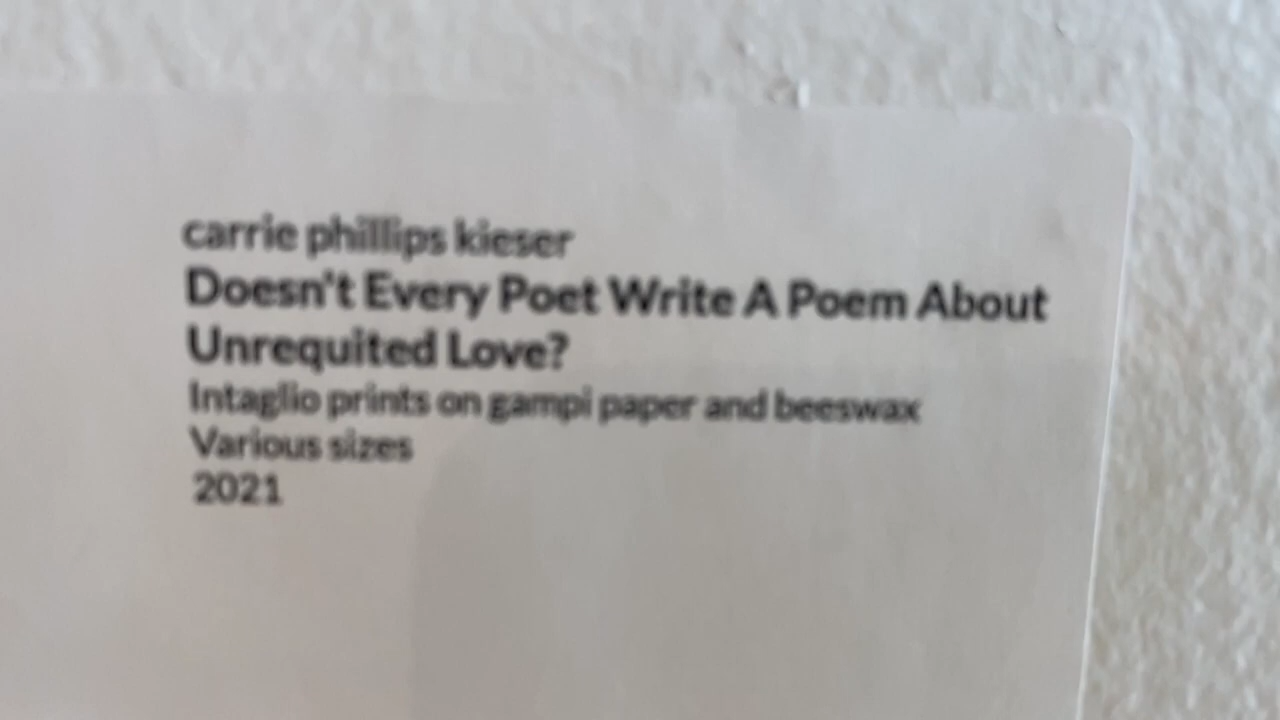 carrie phillips kieser
Doesn't Every Poet Write A Poem About
Unrequited Love?
Intaglio prints on gampi paper and beeswax
Various sizes
2021